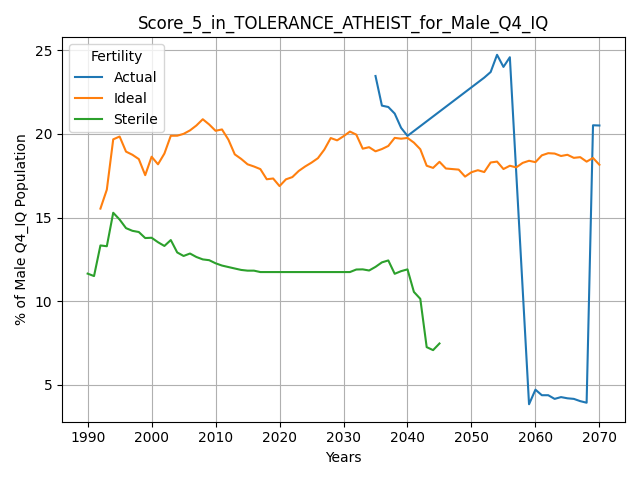 Score_5_in_TOLERANCE_ATHEIST_for_Male_Q4_IQ
% of Male Q4_IQ Population
25
20
15
10
5
Fertility
Actual
Ideal
Sterile
1990 2000 2010 2020 2030 2040 2050 2060 2070
Years